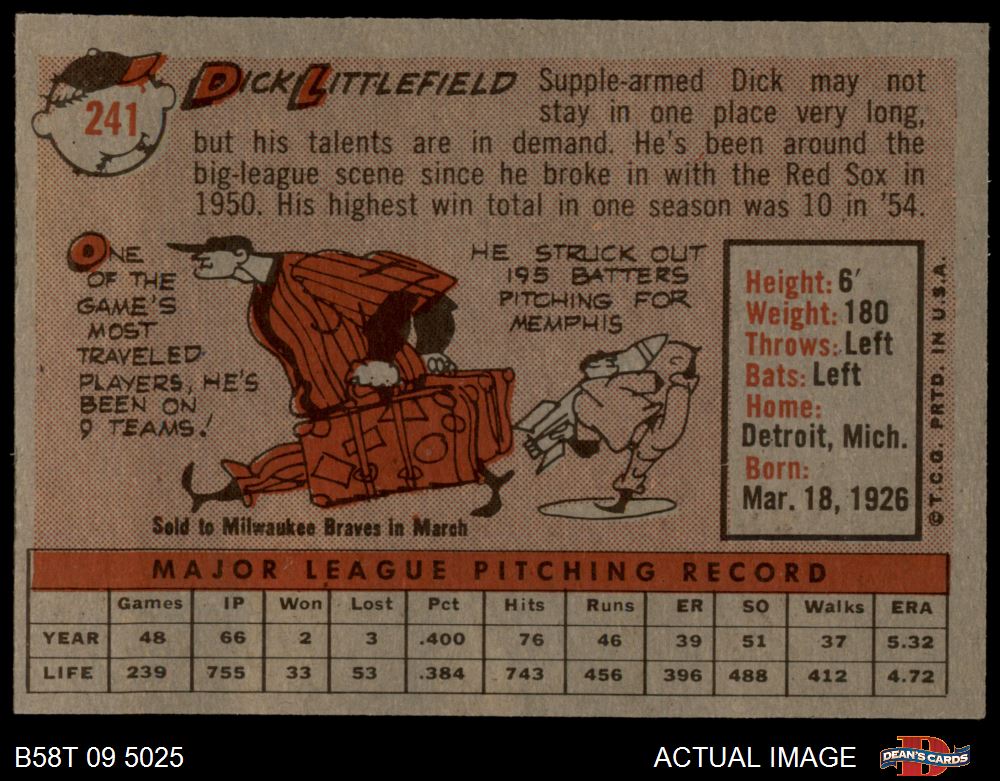 241
DICK LITTLEFIELD
Supple-armed Dick may not
stay in one place very long,
but his talents are in demand. He's been around the
big-league scene since he broke in with the Red Sox in
1950. His highest win total in one season was 10 in '54.
ONE
OF THE
GAME'S
MOST
TRAVELED
PLAYERS, HE'S
BEEN ON
9 TEAMS!
HE STRUCK OUT
195 BATTERS
PITCHING FOR
MEMPHIS
Sold to Milwaukee Braves in March
Height: 6'
Weight: 180
Throws: Left
Bats: Left
Home:
Detroit, Mich.
Born:
Mar. 18, 1926
© T.C.G. PRTD. IN U.S.A.
MAJOR LEAGUE PITCHING RECORD
Games IP Won Lost Pct Hits Runs ER SO Walks ERA
YEAR 48 66 2 3 .400 76 46 39 51 37 5.32
LIFE 239 755 33 53 .384 743 456 396 488 412 4.72
B58T 09 5025
ACTUAL IMAGE
DEAN'S CARDS